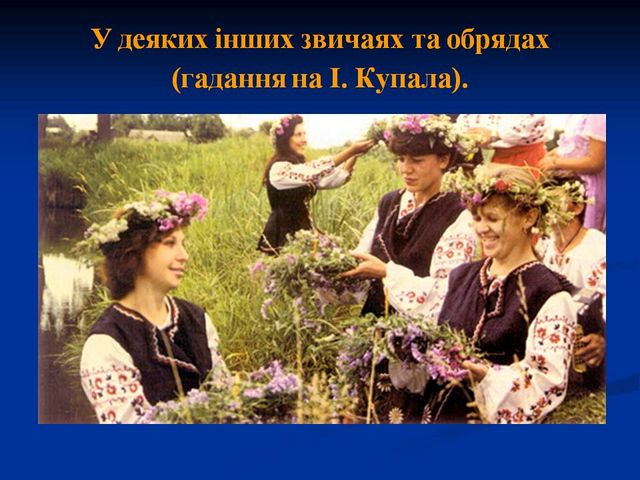 У деяких інших звичаях та обрядах
(гадання на І. Купала).